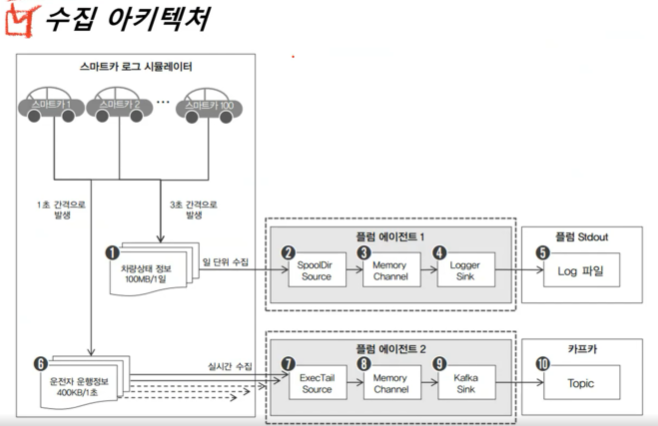 수집 아키텍처
스마트카 로그 시뮬레이터
스마트카 1
스마트카 2
...
스마트카 100
1초 간격으로
발생
3초 간격으로
발생
1
차량상태 정보
100MB/1일
일 단위 수집
플럼 에이전트 1
2
SpoolDir
Source
3
Memory
Channel
4
Logger
Sink
플럼 Stdout
5
Log 파일
6
운전자 운행정보
400KB/1초
실시간 수집
플럼 에이전트 2
7
ExecTail
Source
8
Memory
Channel
9
Kafka
Sink
카프카
10
Topic